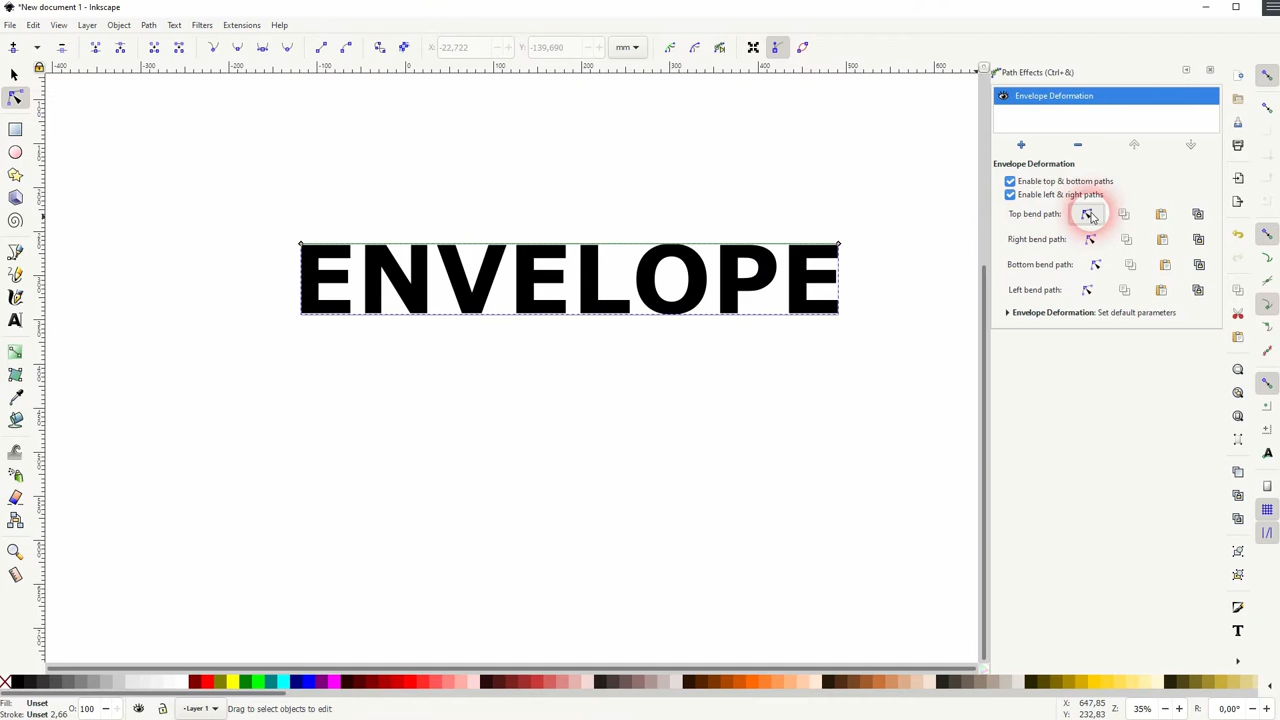 *New document 1 - Inkscape
File Edit View Layer Object Path Text Filters Extensions Help
X: -22,722 Y: -139,690 mm
Path Effects (Ctrl+&)
Envelope Deformation
Envelope Deformation
Enable top & bottom paths
Enable left & right paths
Top bend path:
Right bend path:
Bottom bend path:
Left bend path:
Envelope Deformation: Set default parameters
ENVELOPE
Fill: Unset
Stroke: Unset 2,66
O: 100
-Layer 1
Drag to select objects to edit
X: 647,85
Y: 232,83
Z: 35%
R: 0,00°